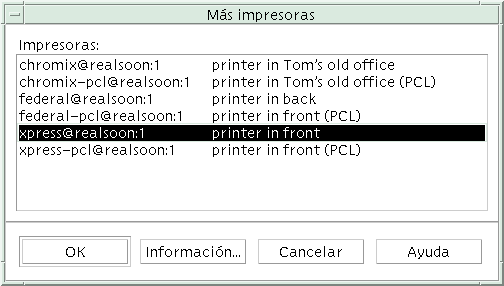 Más impresoras
Impresoras:
chromix@realsoon:1 printer in Tom's old office
chromix-pcl@realsoon:1 printer in Tom's old office (PCL)
federal@realsoon:1 printer in back
federal-pcl@realsoon:1 printer in front (PCL)
xpress@realsoon:1 printer in front
xpress-pcl@realsoon:1 printer in front (PCL)
OK Información... Cancelar Ayuda